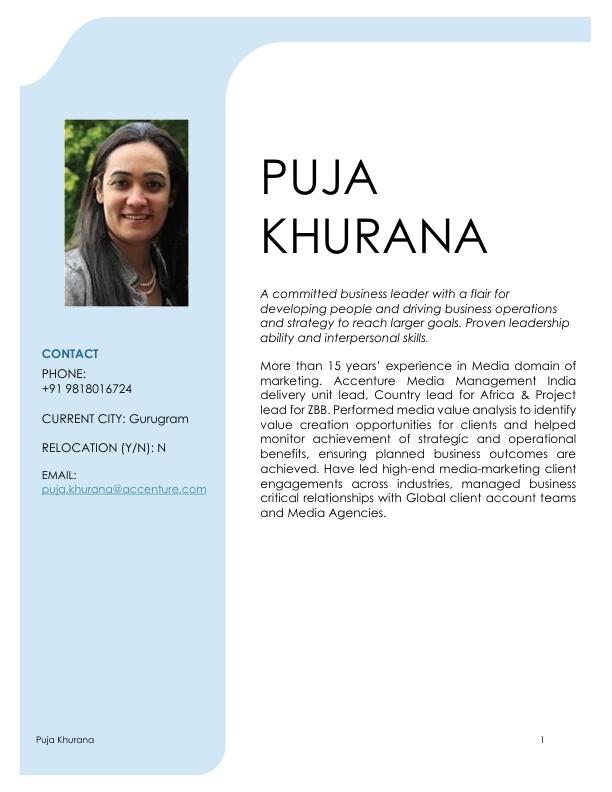 PUJA
KHURANA
A committed business leader with a flair for
developing people and driving business operations
and strategy to reach larger goals. Proven leadership
ability and interpersonal skills.
More than 15 years’ experience in Media domain of
marketing. Accenture Media Management India
delivery unit lead, Country lead for Africa & Project
lead for ZBB. Performed media value analysis to identify
value creation opportunities for clients and helped
monitor achievement of strategic and operational
benefits, ensuring planned business outcomes are
achieved. Have led high-end media-marketing client
engagements across industries, managed business
critical relationships with Global client account teams
and Media Agencies.
CONTACT
PHONE:
+91 9818016724
CURRENT CITY: Gurugram
RELOCATION (Y/N): N
EMAIL:
puja.khurana@accenture.com
Puja Khurana
1